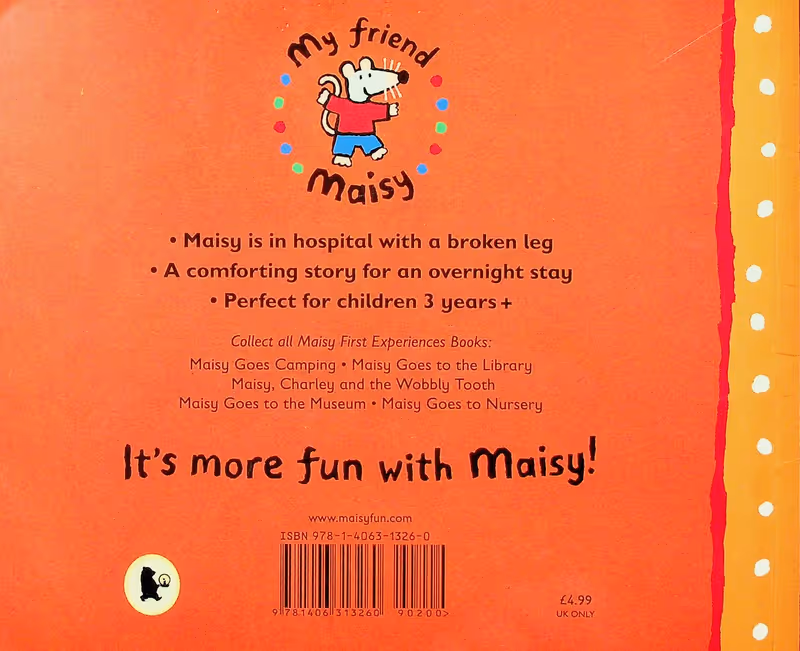 My friend
Maisy
• Maisy is in hospital with a broken leg
• A comforting story for an overnight stay
• Perfect for children 3 years+
Collect all Maisy First Experiences Books:
Maisy Goes Camping • Maisy Goes to the Library
Maisy, Charley and the Wobbly Tooth
Maisy Goes to the Museum • Maisy Goes to Nursery
It's more fun with Maisy!
www.maisyfun.com
ISBN 978-1-4063-1326-0
9 781406 313260 90200>
£4.99
UK ONLY